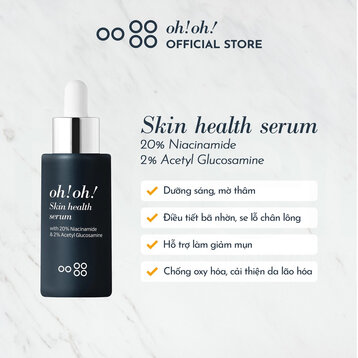 oh!oh!
OFFICIAL STORE
Skin health serum
20% Niacinamide
2% Acetyl Glucosamine
oh!oh!
Skin health
serum
with 20% Niacinamide
& 2% Acetyl Glucosamine
Dưỡng sáng, mờ thâm
Điều tiết bã nhờn, se lỗ chân lông
Hỗ trợ làm giảm mụn
Chống oxy hóa, cải thiện da lão hóa